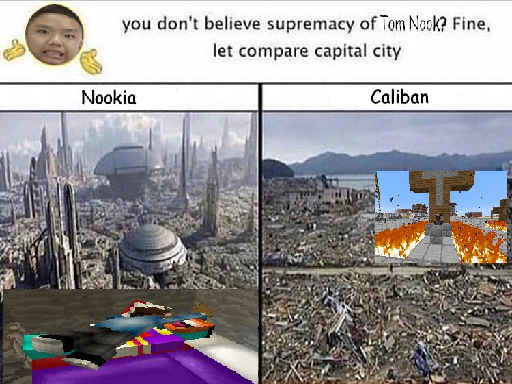 you don't believe supremacy of Tom Nook? Fine,
let compare capital city
Nookia
Caliban